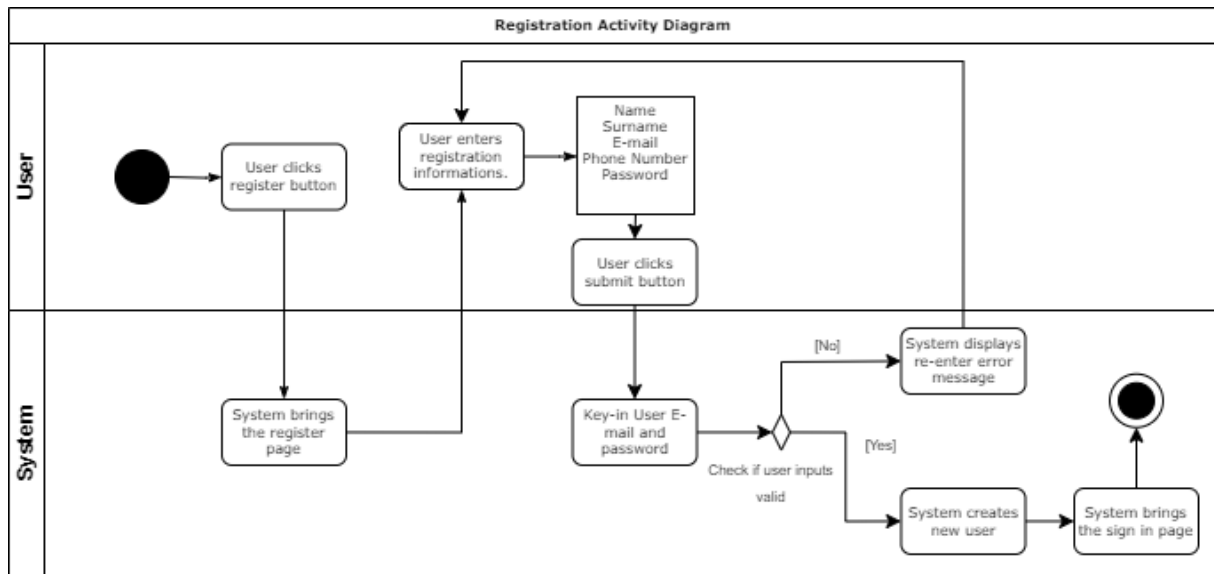 Registration Activity Diagram
User
User clicks
register button
User enters
registration
informations.
Name
Surname
E-mail
Phone Number
Password
User clicks
submit button
System
System brings
the register
page
Key-in User E-
mail and
password
Check if user inputs
valid
[No]
System displays
re-enter error
message
[Yes]
System creates
new user
System brings
the sign in page